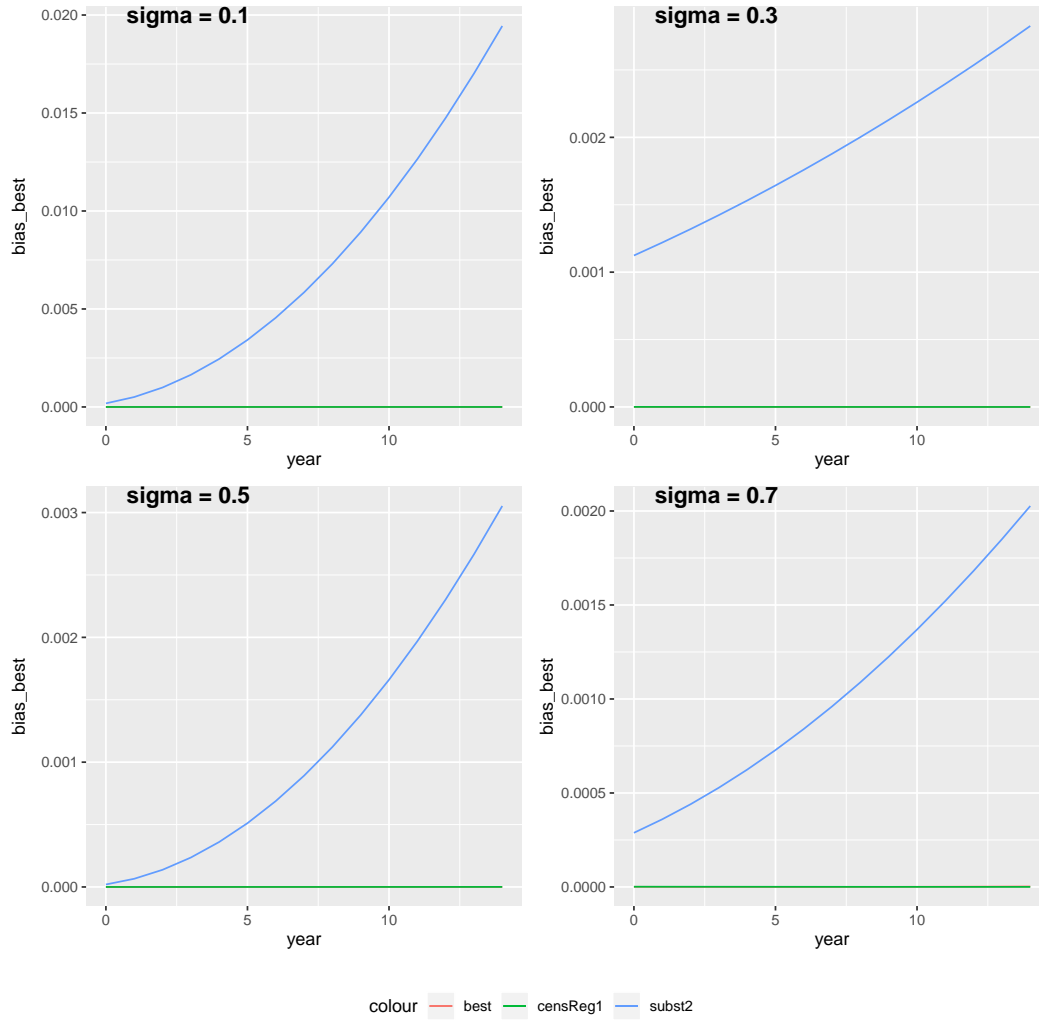 sigma = 0.1
0.020
0.015
0.010
0.005
0.000
bias_best
0 5 10
year
sigma = 0.3
0.002
0.001
0.000
bias_best
0 5 10
year
sigma = 0.5
0.003
0.002
0.001
0.000
bias_best
0 5 10
year
sigma = 0.7
0.0020
0.0015
0.0010
0.0005
0.0000
bias_best
0 5 10
year
colour best censReg1 subst2